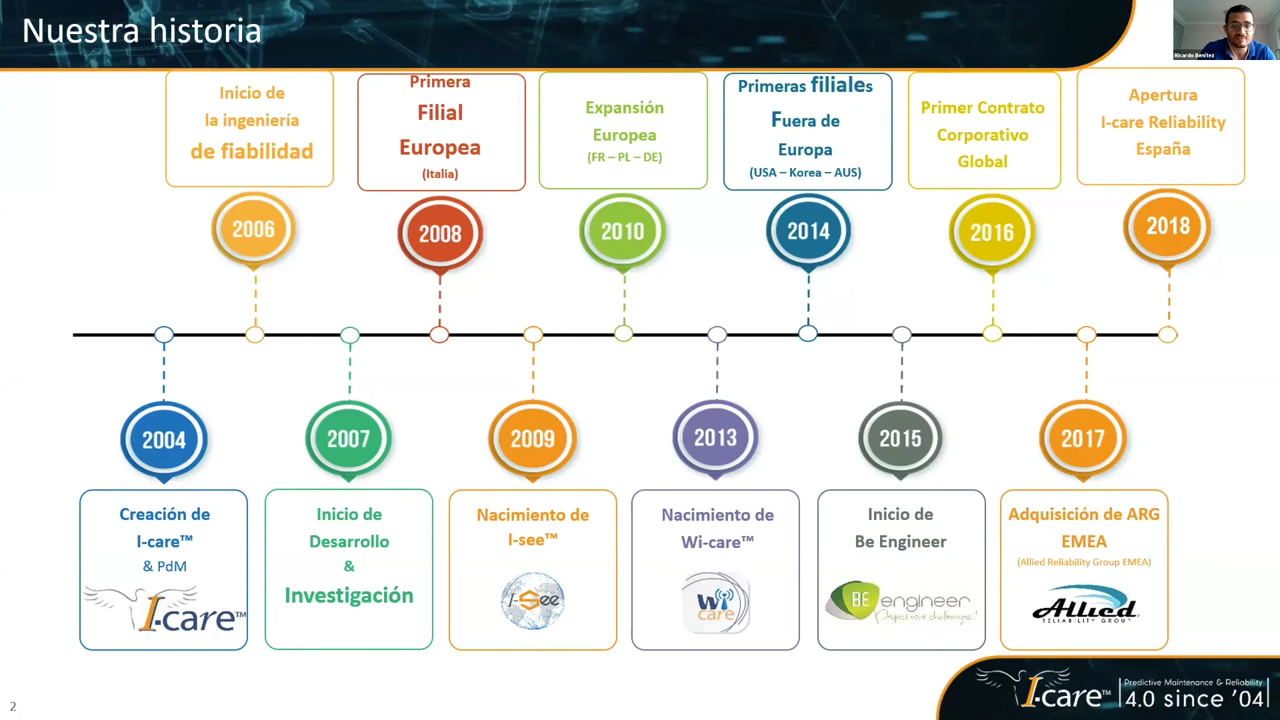 Nuestra historia
Ricardo Benítez
Inicio de
la ingeniería
de fiabilidad
Primera
Filial
Europea
(Italia)
Expansión
Europea
(FR – PL – DE)
Primeras filiales
Fuera de
Europa
(USA – Korea – AUS)
Primer Contrato
Corporativo
Global
Apertura
I-care Reliability
España
2006
2008
2010
2014
2016
2018
2004
2007
2009
2013
2015
2017
Creación de
I-care™
& PdM
I-care™
Inicio de
Desarrollo
&
Investigación
Nacimiento de
I-see™
I-See
Nacimiento de
Wi-care™
Wi
care
Inicio de
Be Engineer
BE engineer
Adquisición de ARG
EMEA
(Allied Reliability Group EMEA)
Allied
RELIABILITY GROUP
I-care™
Predictive Maintenance & Reliability
4.0 since '04
2